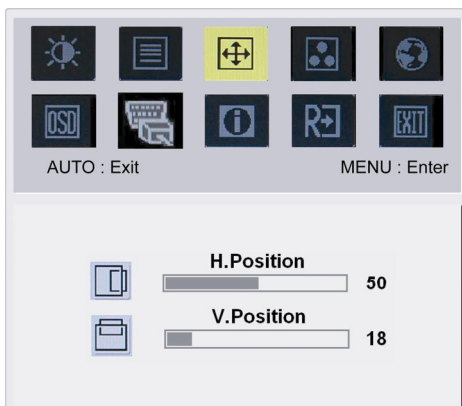 OSD
i
R
EXIT
AUTO : Exit
MENU : Enter
H.Position
50
V.Position
18